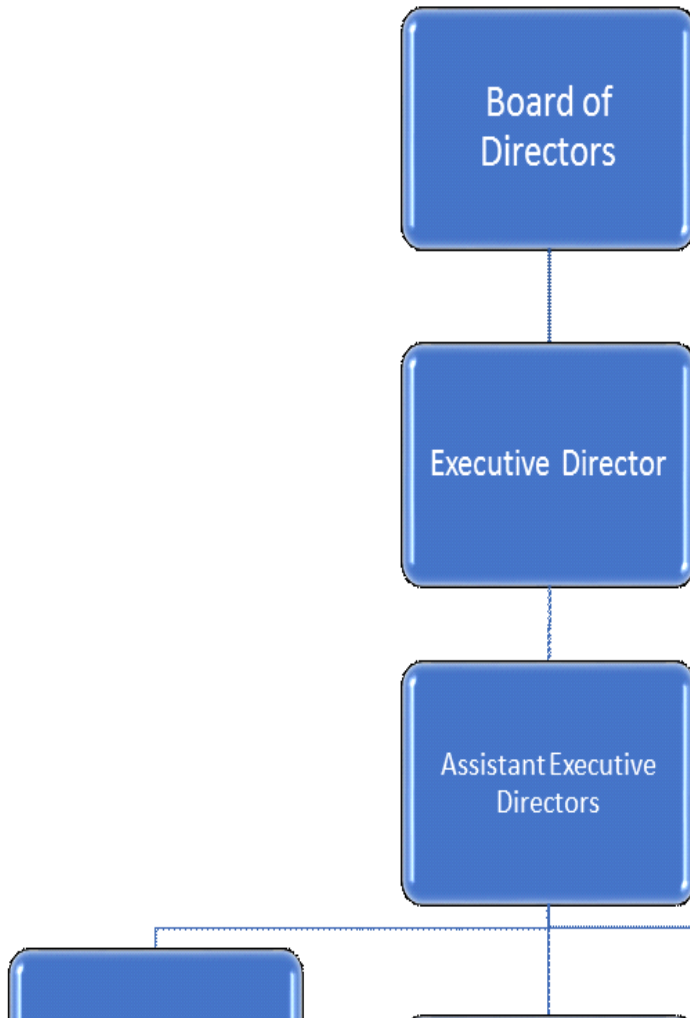 Board of
Directors
Executive Director
Assistant Executive
Directors